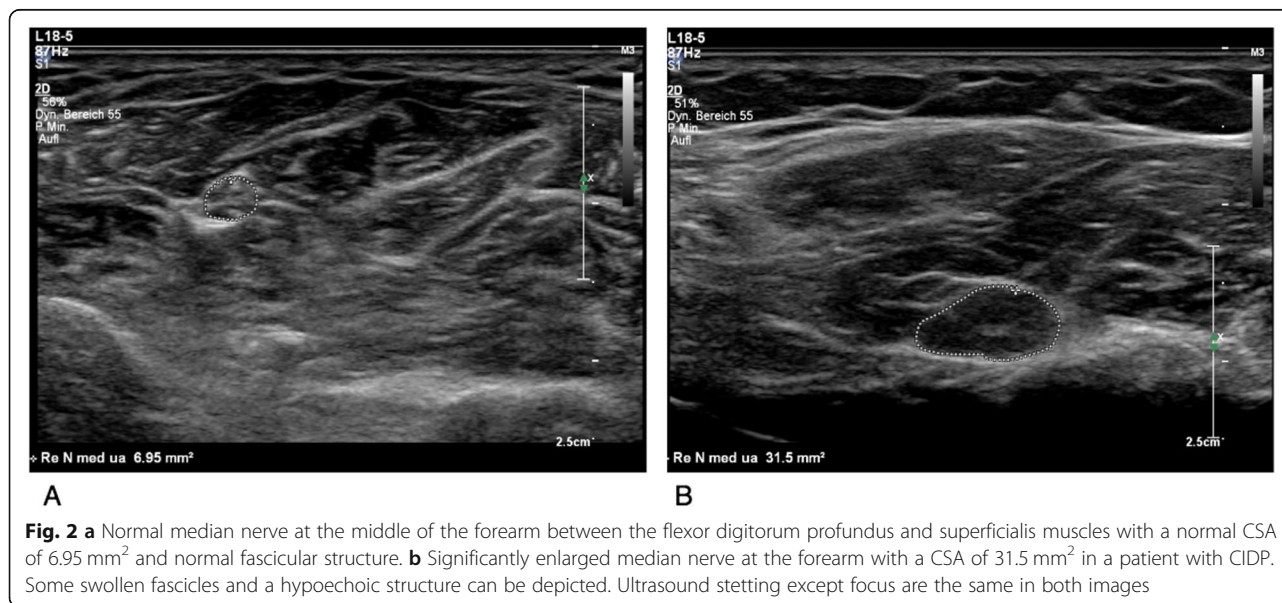 L18-5
87Hz
S1
M3
2D
56%
Dyn. Bereich 55
P Min.
Aufl
X
2.5cm
Re N med ua 6.95 mm²
A
L18-5
87Hz
S1
M3
2D
51%
Dyn. Bereich 55
P Min.
Aufl
X
2.5cm
Re N med ua 31.5 mm²
B
Fig. 2 a Normal median nerve at the middle of the forearm between the flexor digitorum profundus and superficialis muscles with a normal CSA
of 6.95 mm² and normal fascicular structure. b Significantly enlarged median nerve at the forearm with a CSA of 31.5 mm² in a patient with CIDP.
Some swollen fascicles and a hypoechoic structure can be depicted. Ultrasound stetting except focus are the same in both images